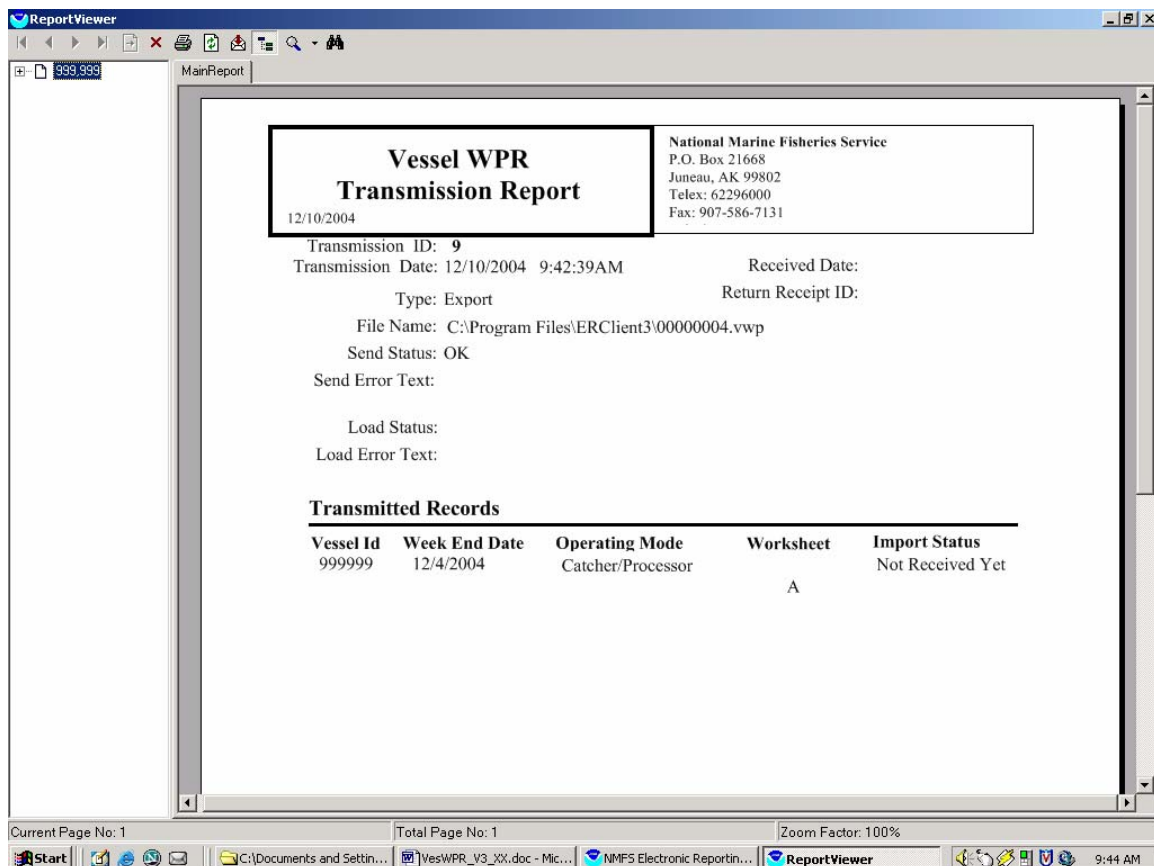 ReportViewer
999,999
MainReport
Vessel WPR
Transmission Report
12/10/2004
National Marine Fisheries Service
P.O. Box 21668
Juneau, AK 99802
Telex: 62296000
Fax: 907-586-7131
Transmission ID: 9
Transmission Date: 12/10/2004 9:42:39AM Received Date:
Return Receipt ID:
Type: Export
File Name: C:\Program Files\ERClient3\00000004.vwp
Send Status: OK
Send Error Text:
Load Status:
Load Error Text:
Transmitted Records
Vessel Id Week End Date Operating Mode Worksheet Import Status
999999 12/4/2004 Catcher/Processor Not Received Yet
A
Current Page No: 1 Total Page No: 1 Zoom Factor: 100%
Start C:\Documents and Settin... VesWPR_V3_XX.doc - Mic... NMFS Electronic Reportin... ReportViewer 9:44 AM